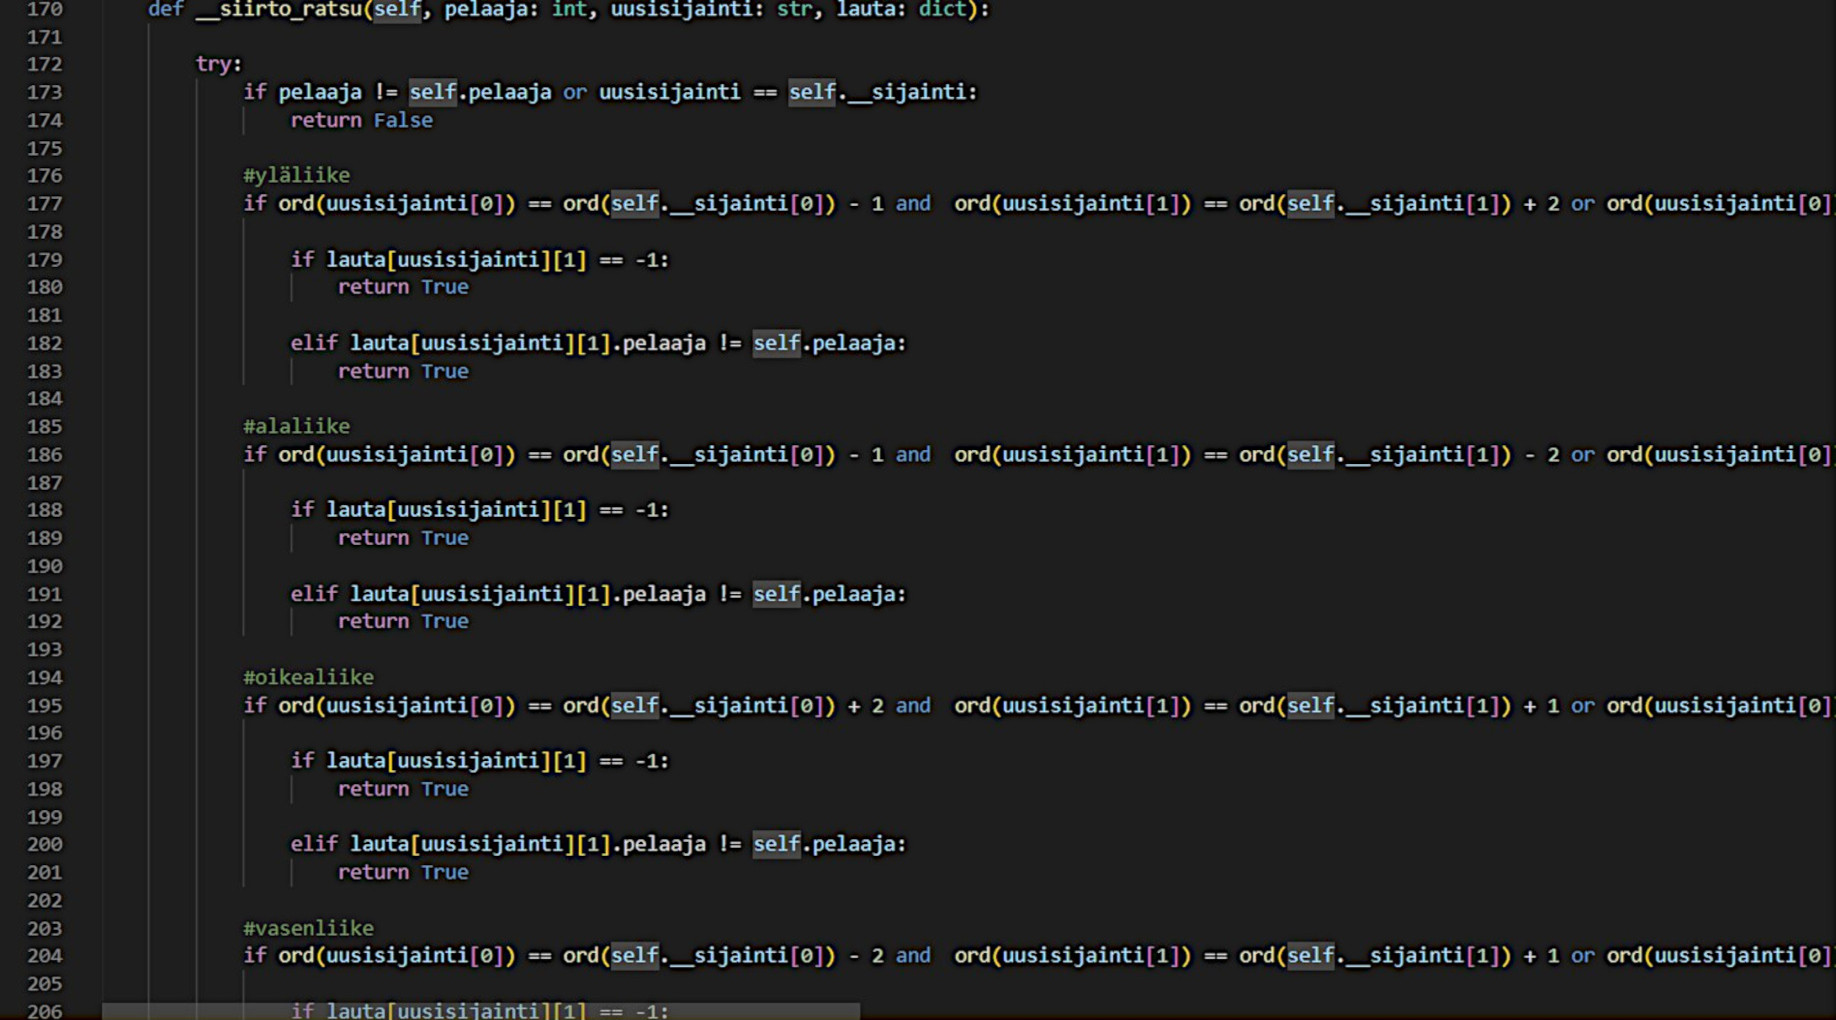 170 def __siirto_ratsu(self, pelaaja: int, uusisijainti: str, lauta: dict):
171
172 try:
173 if pelaaja != self.pelaaja or uusisijainti == self.__sijainti:
174 return False
175
176 #yläliike
177 if ord(uusisijainti[0]) == ord(self.__sijainti[0]) - 1 and  ord(uusisijainti[1]) == ord(self.__sijainti[1]) + 2 or ord(uusisijainti[0]
178
179 if lauta[uusisijainti][1] == -1:
180 return True
181
182 elif lauta[uusisijainti][1].pelaaja != self.pelaaja:
183 return True
184
185 #alaliike
186 if ord(uusisijainti[0]) == ord(self.__sijainti[0]) - 1 and  ord(uusisijainti[1]) == ord(self.__sijainti[1]) - 2 or ord(uusisijainti[0]
187
188 if lauta[uusisijainti][1] == -1:
189 return True
190
191 elif lauta[uusisijainti][1].pelaaja != self.pelaaja:
192 return True
193
194 #oikealiike
195 if ord(uusisijainti[0]) == ord(self.__sijainti[0]) + 2 and  ord(uusisijainti[1]) == ord(self.__sijainti[1]) + 1 or ord(uusisijainti[0]
196
197 if lauta[uusisijainti][1] == -1:
198 return True
199
200 elif lauta[uusisijainti][1].pelaaja != self.pelaaja:
201 return True
202
203 #vasenliike
204 if ord(uusisijainti[0]) == ord(self.__sijainti[0]) - 2 and  ord(uusisijainti[1]) == ord(self.__sijainti[1]) + 1 or ord(uusisijainti[0]
205
206 if lauta[uusisijainti][1] == -1: